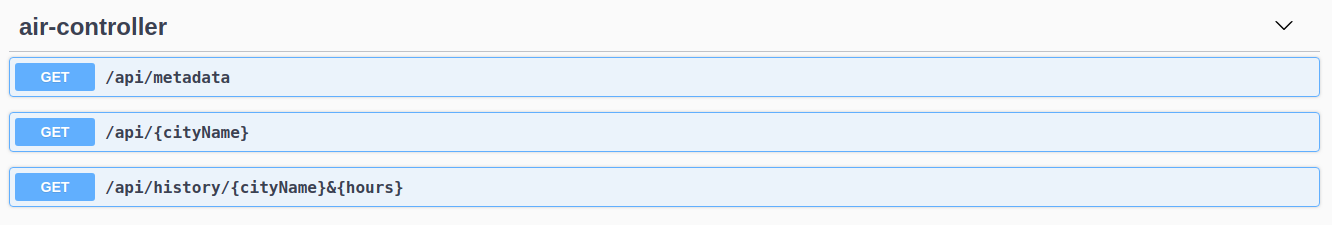 air-controller
GET /api/metadata
GET /api/{cityName}
GET /api/history/{cityName}&{hours}